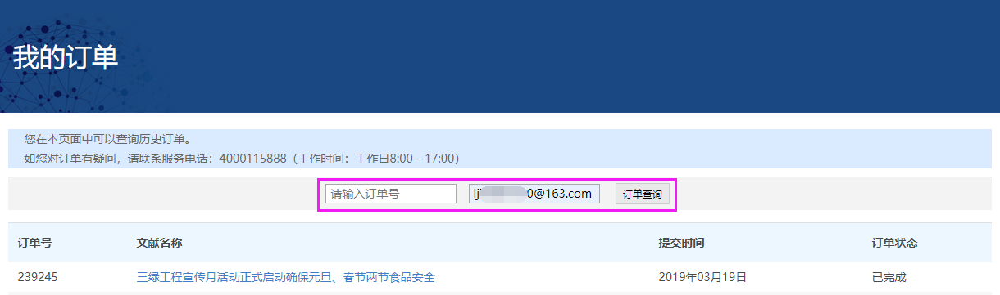 我的订单
您在本页面中可以查询历史订单。
如您对订单有疑问，请联系服务电话：4000115888（工作时间：工作日8:00 - 17:00）
请输入订单号 0@163.com 订单查询
订单号 文献名称 提交时间 订单状态
239245 三绿工程宣传月活动正式启动确保元旦、春节两节食品安全 2019年03月19日 已完成